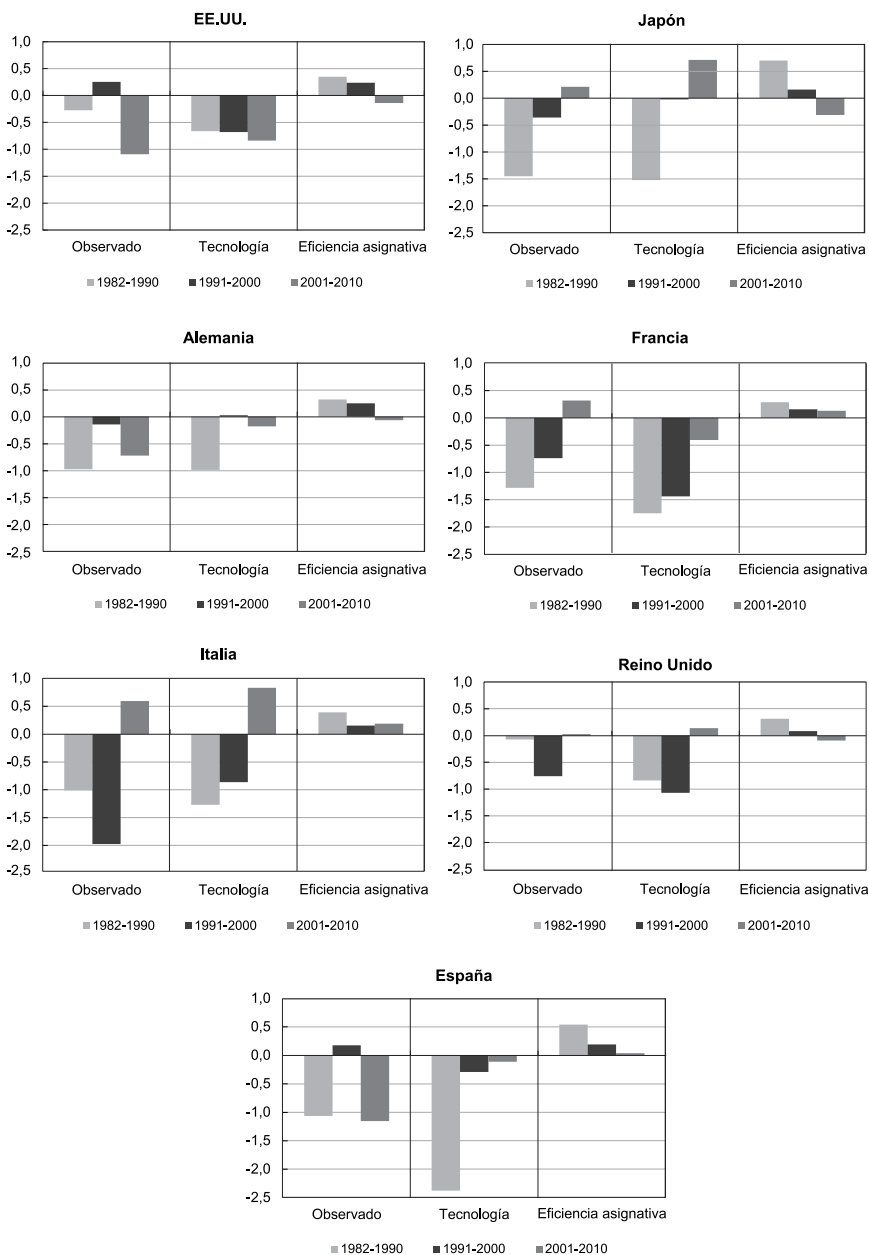 EE.UU.
1,0
0,5
0,0
-0,5
-1,0
-1,5
-2,0
-2,5
Observado Tecnología Eficiencia asignativa
1982-1990 1991-2000 2001-2010
Japón
1,0
0,5
0,0
-0,5
-1,0
-1,5
-2,0
-2,5
Observado Tecnología Eficiencia asignativa
1982-1990 1991-2000 2001-2010
Alemania
1,0
0,5
0,0
-0,5
-1,0
-1,5
-2,0
-2,5
Observado Tecnología Eficiencia asignativa
1982-1990 1991-2000 2001-2010
Francia
1,0
0,5
0,0
-0,5
-1,0
-1,5
-2,0
-2,5
Observado Tecnología Eficiencia asignativa
1982-1990 1991-2000 2001-2010
Italia
1,0
0,5
0,0
-0,5
-1,0
-1,5
-2,0
-2,5
Observado Tecnología Eficiencia asignativa
1982-1990 1991-2000 2001-2010
Reino Unido
1,0
0,5
0,0
-0,5
-1,0
-1,5
-2,0
-2,5
Observado Tecnología Eficiencia asignativa
1982-1990 1991-2000 2001-2010
España
1,0
0,5
0,0
-0,5
-1,0
-1,5
-2,0
-2,5
Observado Tecnología Eficiencia asignativa
1982-1990 1991-2000 2001-2010